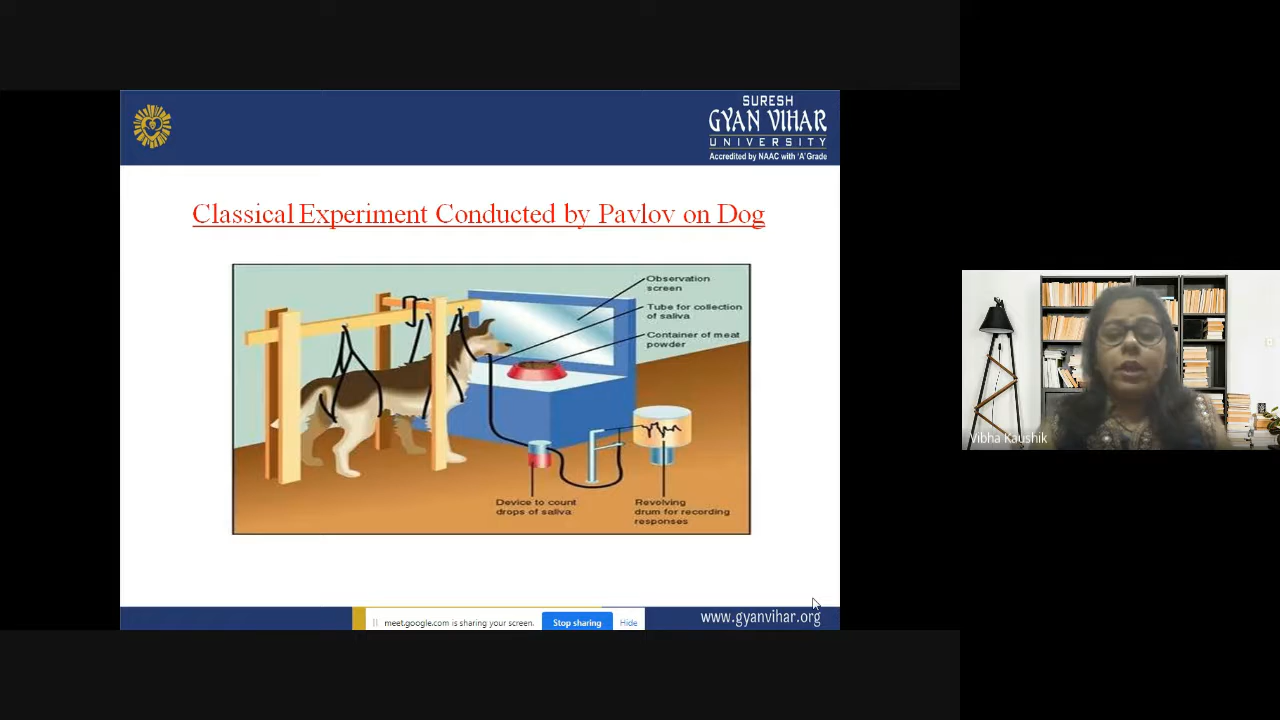 SURESH
GYAN VIHAR
UNIVERSITY
Accredited by NAAC with 'A' Grade
Classical Experiment Conducted by Pavlov on Dog
Observation
screen
Tube for collection
of saliva
Container of meat
powder
Device to count
drops of saliva
Revolving
drum for recording
responses
Vibha Kaushik
meet.google.com is sharing your screen.
Stop sharing
Hide
www.gyanvihar.org